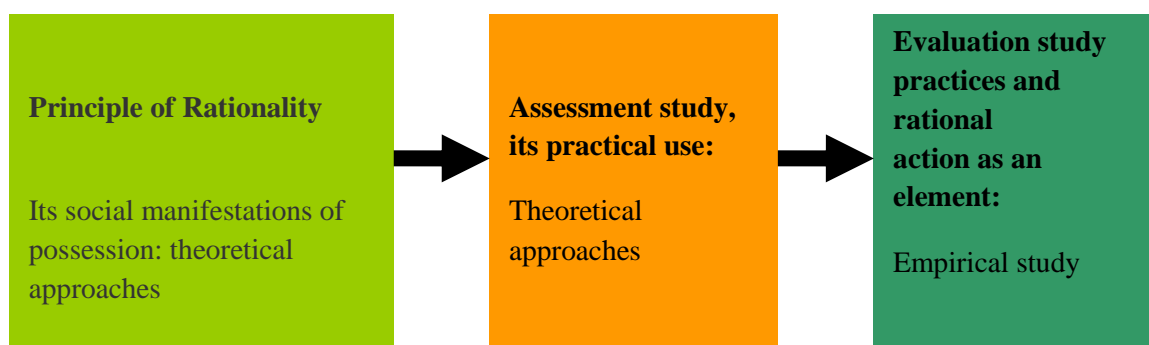 Principle of Rationality
Its social manifestations of
possession: theoretical
approaches
Assessment study,
its practical use:
Theoretical
approaches
Evaluation study
practices and
rational
action as an
element:
Empirical study